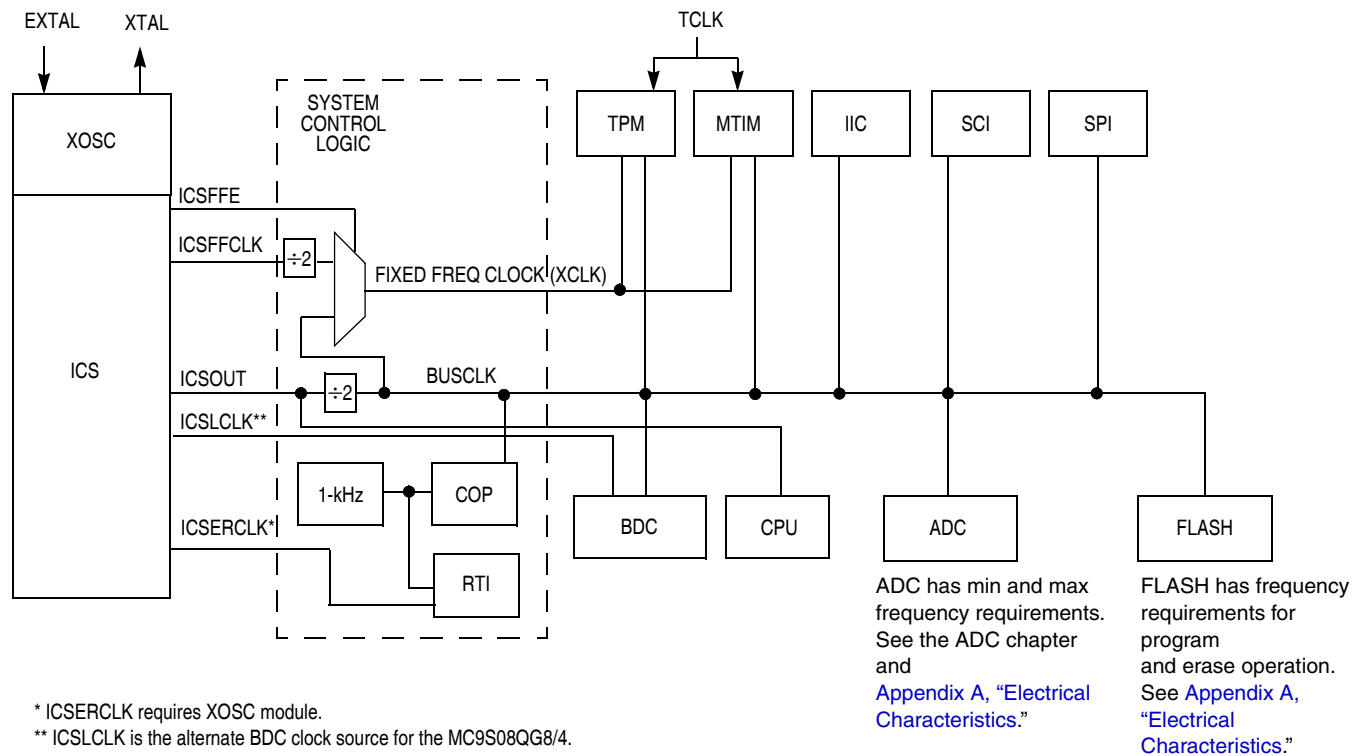 EXTAL
XTAL
TCLK
SYSTEM
CONTROL
LOGIC
XOSC
TPM
MTIM
IIC
SCI
SPI
ICSFFE
ICSFFCLK
÷2
FIXED FREQ CLOCK (XCLK)
ICS
ICSOUT
÷2
BUSCLK
ICSLCLK**
1-kHz
COP
BDC
CPU
ADC
FLASH
ICSERCLK*
RTI
ADC has min and max
frequency requirements.
See the ADC chapter
and
Appendix A, “Electrical
Characteristics.”
FLASH has frequency
requirements for
program
and erase operation.
See Appendix A,
“Electrical
Characteristics.”
* ICSERCLK requires XOSC module.
** ICSLCLK is the alternate BDC clock source for the MC9S08QG8/4.